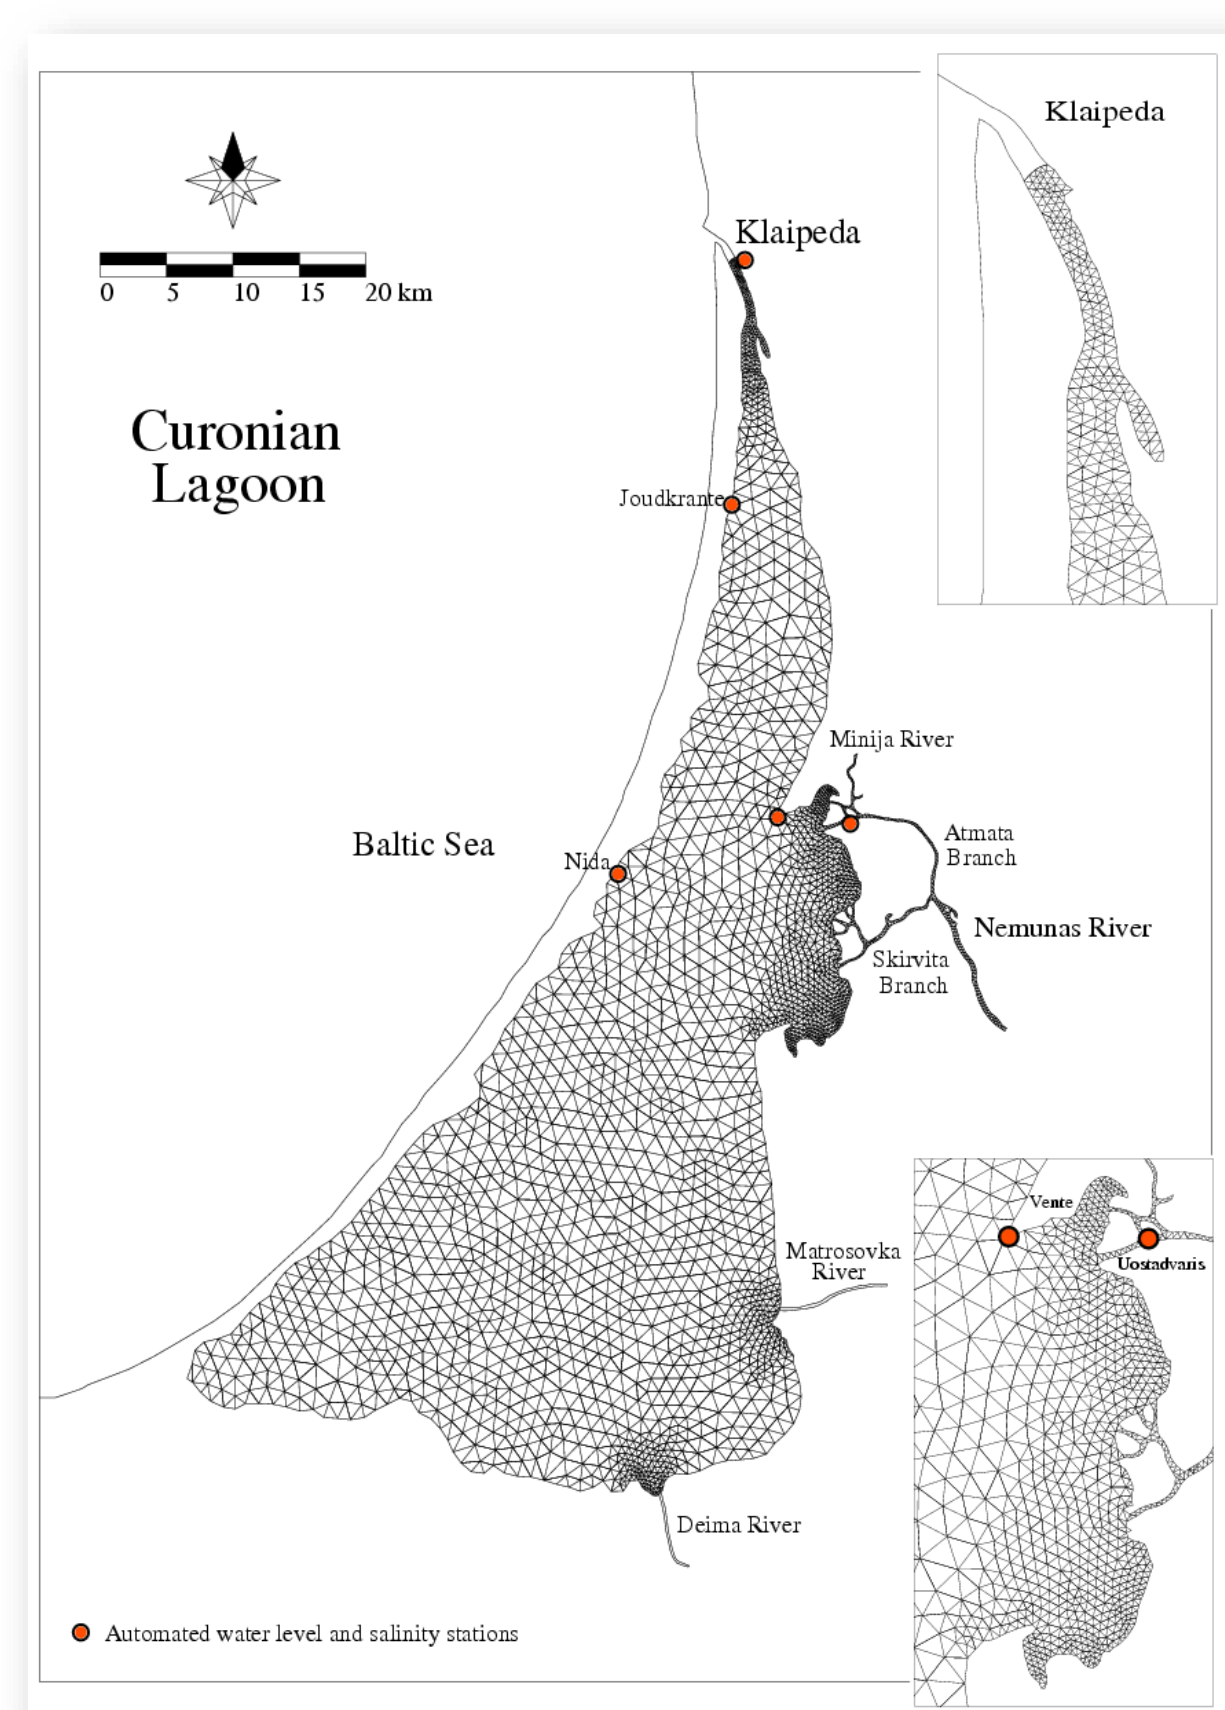 Klaipeda
Klaipeda
0 5 10 15 20 km
Curonian
Lagoon
Joudkrante
Minija River
Baltic Sea
Atmata
Branch
Nida
Nemunas River
Skirvita
Branch
Vente
Matrosovka
River
Uostadvaris
Deima River
Automated water level and salinity stations